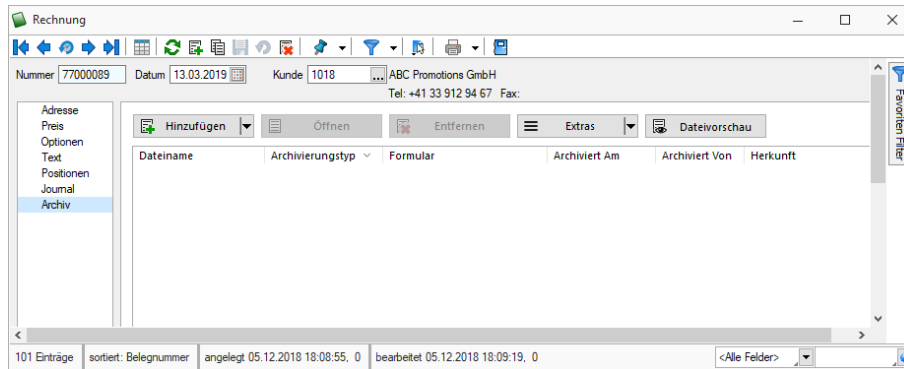 Rechnung
Nummer 77000089 Datum 13.03.2019 Kunde 1018 ... ABC Promotions GmbH
Tel: +41 33 912 94 67 Fax:
Favoriten Filter
Adresse
Preis
Optionen
Text
Positionen
Journal
Archiv
Hinzufügen Öffnen Entfernen Extras Dateivorschau
Dateiname Archivierungstyp Formular Archiviert Am Archiviert Von Herkunft
101 Einträge sortiert: Belegnummer angelegt 05.12.2018 18:08:55, 0 bearbeitet 05.12.2018 18:09:19, 0 <Alle Felder>